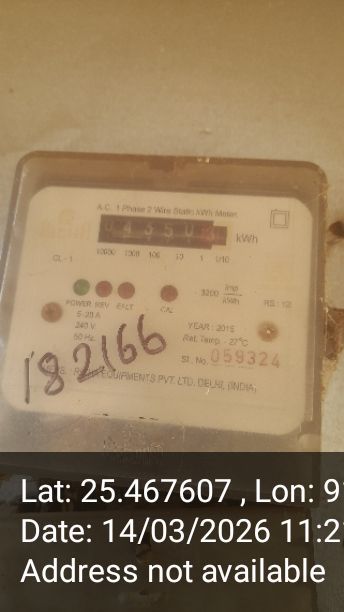 A.C. 1 Phase 2 Wire Static kWh Meter
04350
kWh
10000 1000 100 10 1 1/10
CL - 1
3200 imp/kWh
POWER REV E/LT CAL
RS : 12
5-20 A
240 V
50 Hz.
YEARː 2015
Ref. Temp. - 27°C
Sl. No. 059324
182166
EQUIPMENTS PVT. LTD. DELHI, (INDIA)
Lat: 25.467607 , Lon: 9
Date: 14/03/2026 11:2
Address not available